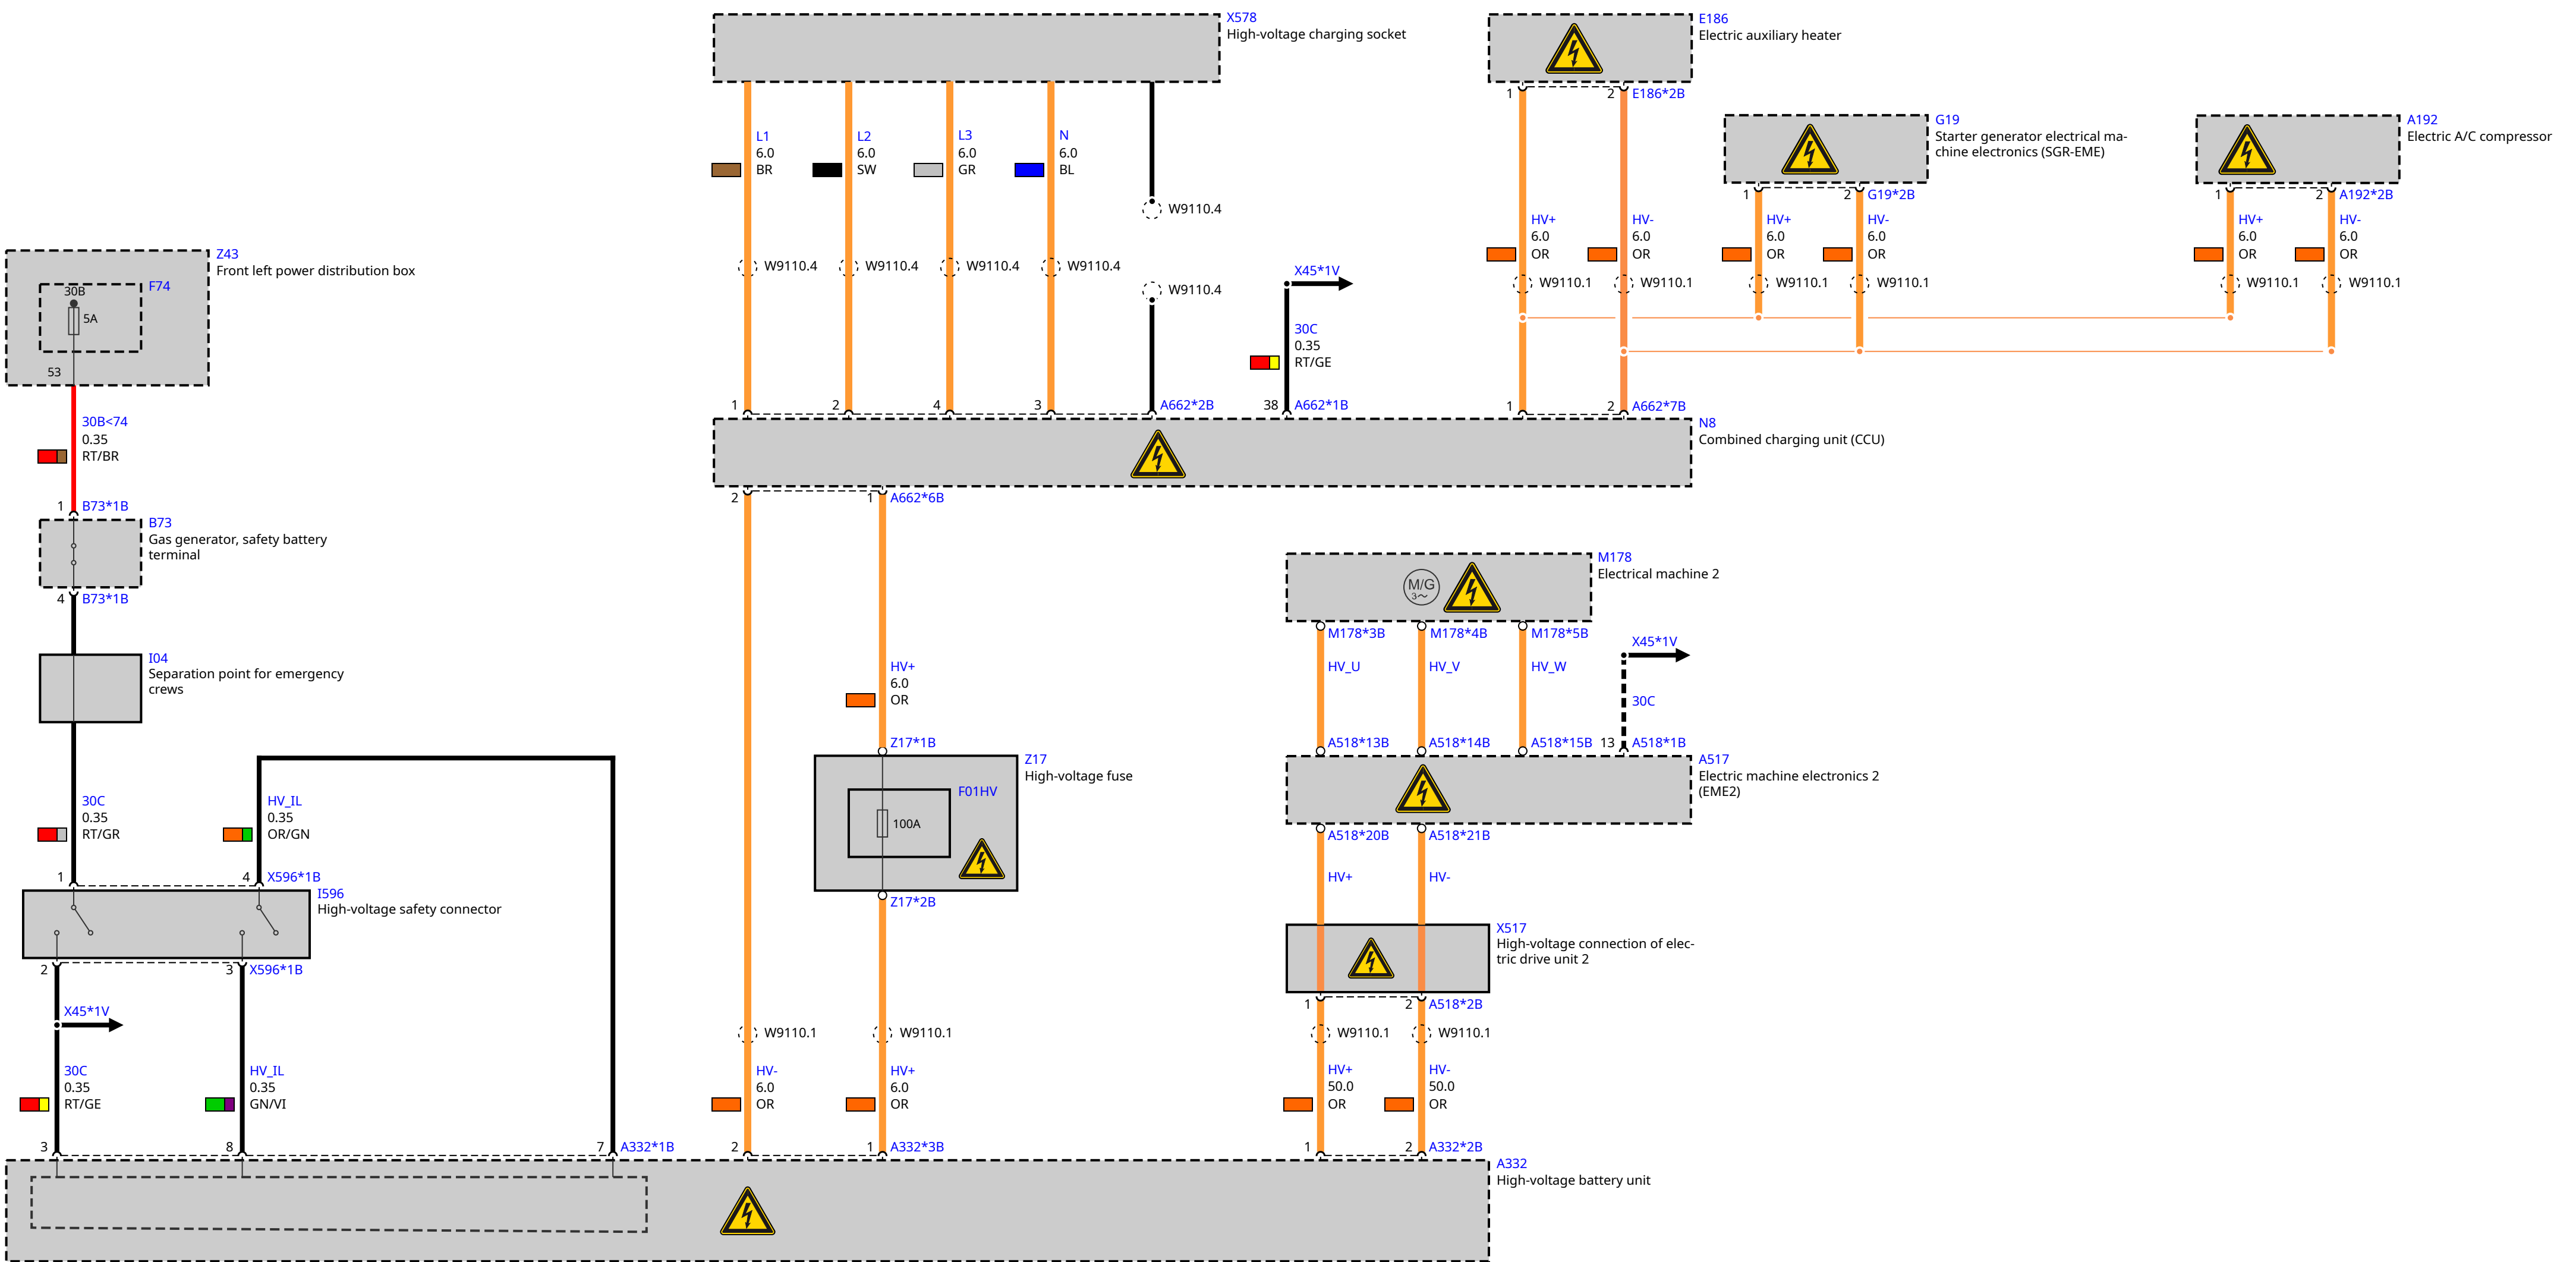 X578
High-voltage charging socket
E186
Electric auxiliary heater
1
2
E186*2B
G19
Starter generator electrical ma-
chine electronics (SGR-EME)
A192
Electric A/C compressor
L1
6.0
BR
L2
6.0
SW
L3
6.0
GR
N
6.0
BL
W9110.4
1
2
G19*2B
1
2
A192*2B
HV+
6.0
OR
HV-
6.0
OR
HV+
6.0
OR
HV-
6.0
OR
HV+
6.0
OR
HV-
6.0
OR
W9110.4
W9110.4
W9110.4
W9110.4
W9110.4
W9110.1
W9110.1
W9110.1
W9110.1
W9110.1
W9110.1
Z43
Front left power distribution box
F74
30B
5A
53
X45*1V
30C
0.35
RT/GE
1
2
4
3
A662*2B
38
A662*1B
1
2
A662*7B
N8
Combined charging unit (CCU)
30B<74
0.35
RT/BR
2
1
A662*6B
1
B73*1B
B73
Gas generator, safety battery
terminal
4
B73*1B
I04
Separation point for emergency
crews
M178
Electrical machine 2
M/G
3~
M178*3B
M178*4B
M178*5B
HV_U
HV_V
HV_W
X45*1V
30C
HV+
6.0
OR
Z17*1B
A518*13B
A518*14B
A518*15B
13
A518*1B
Z17
High-voltage fuse
F01HV
100A
Z17*2B
A517
Electric machine electronics 2
(EME2)
A518*20B
A518*21B
HV+
HV-
30C
0.35
RT/GR
HV_IL
0.35
OR/GN
1
4
X596*1B
I596
High-voltage safety connector
2
3
X596*1B
X517
High-voltage connection of elec-
tric drive unit 2
1
2
A518*2B
X45*1V
W9110.1
W9110.1
W9110.1
W9110.1
30C
0.35
RT/GE
HV_IL
0.35
GN/VI
HV-
6.0
OR
HV+
6.0
OR
HV+
50.0
OR
HV-
50.0
OR
3
8
7
A332*1B
2
1
A332*3B
1
2
A332*2B
A332
High-voltage battery unit